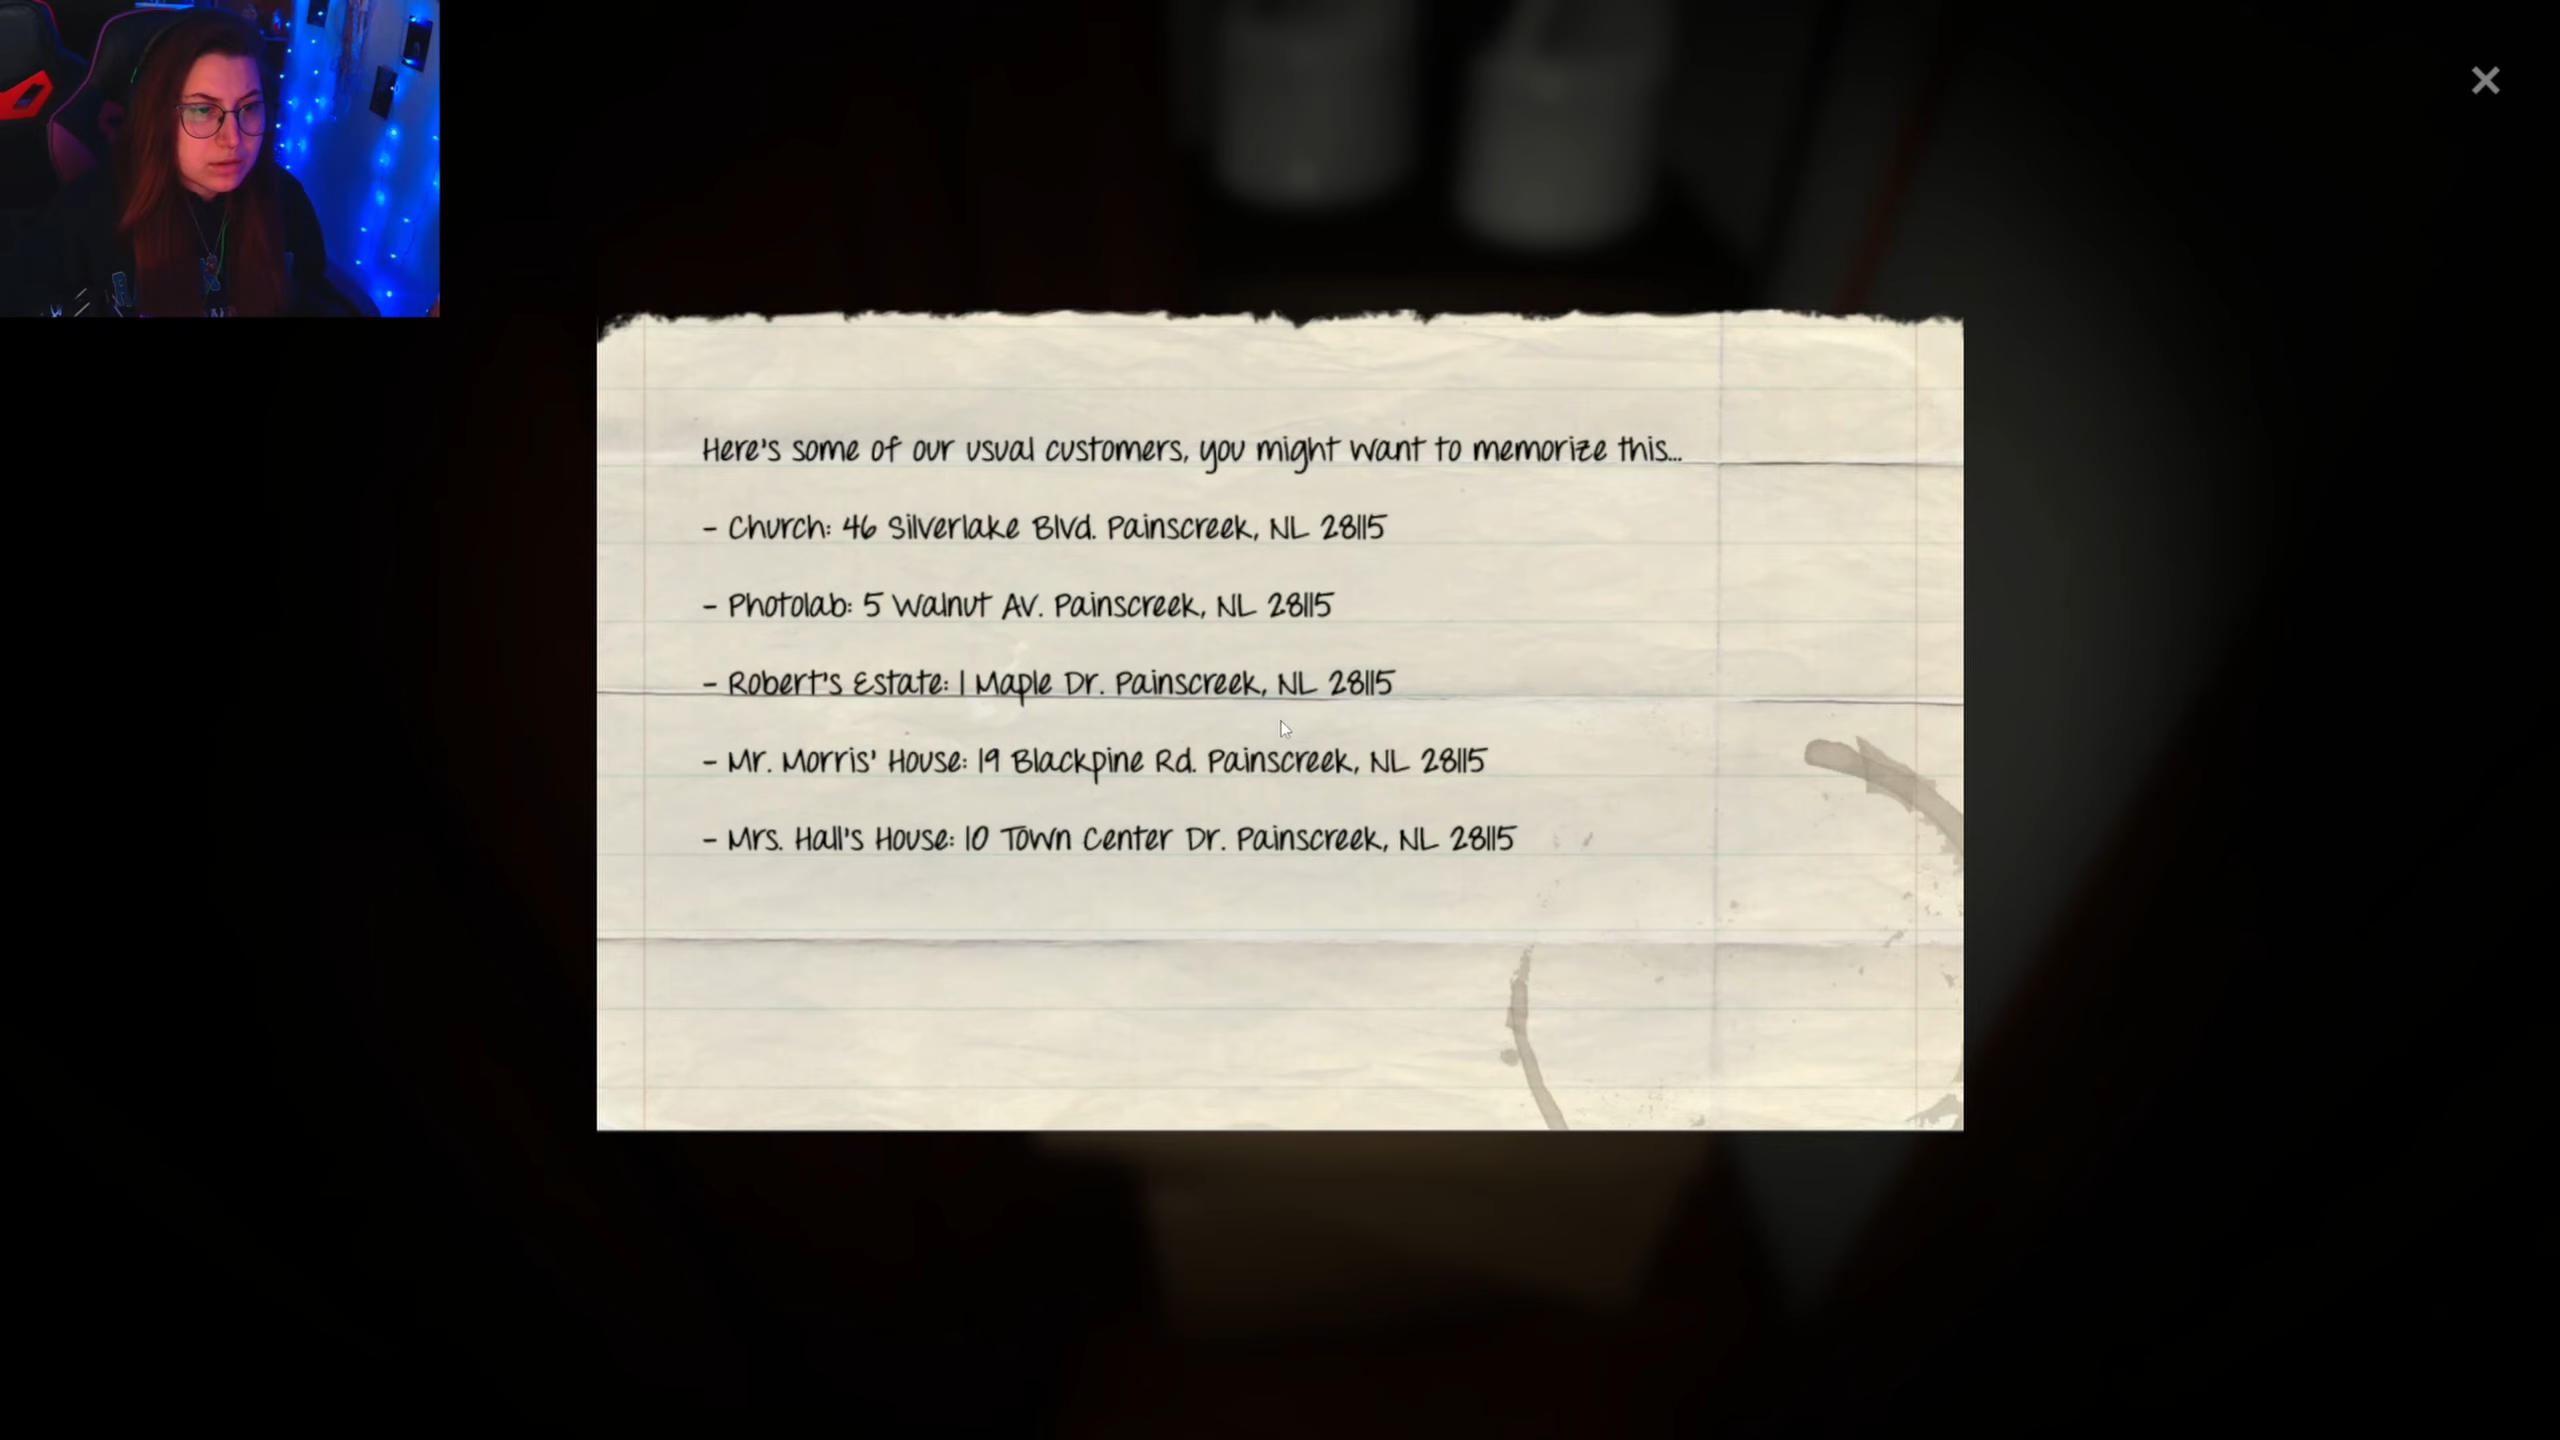 Here's some of our usual customers, you might want to memorize this...
- Church: 46 Silverlake Blvd. Painscreek, NL 28115
- Photolab: 5 Walnut Av. Painscreek, NL 28115
- Robert's Estate: 1 Maple Dr. Painscreek, NL 28115
- Mr. Morris' House: 19 Blackpine Rd. Painscreek, NL 28115
- Mrs. Hall's House: 10 Town Center Dr. Painscreek, NL 28115